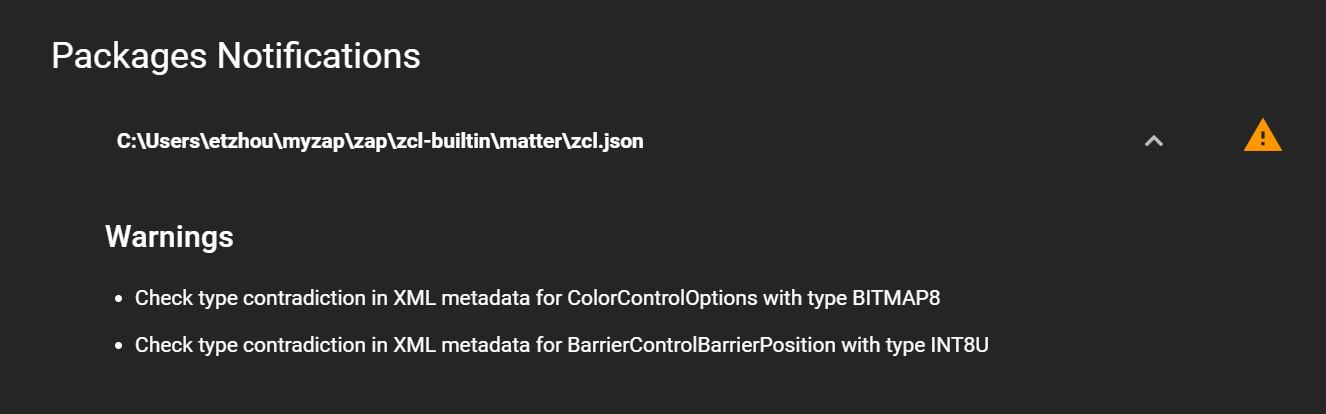 Packages Notifications
C:\Users\etzhou\myzap\zap\zcl-builtin\matter\zcl.json
Warnings
• Check type contradiction in XML metadata for ColorControlOptions with type BITMAP8
• Check type contradiction in XML metadata for BarrierControlBarrierPosition with type INT8U